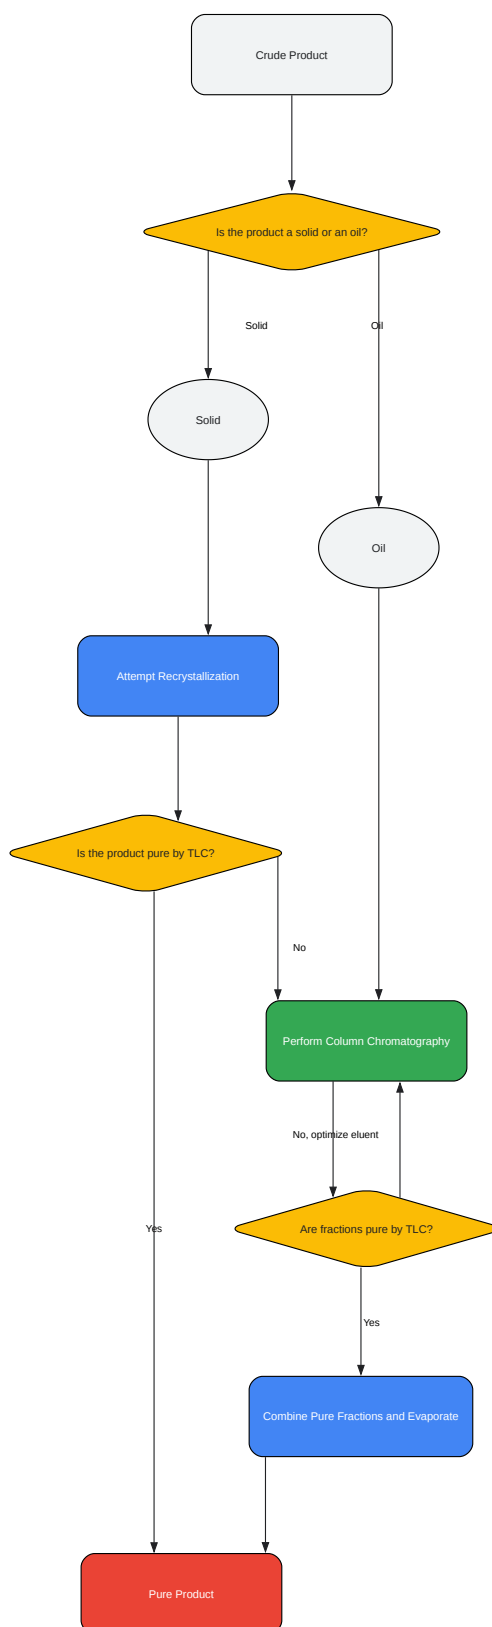 Crude Product
Is the product a solid or an oil?
Solid
Oil
Solid
Oil
Attempt Recrystallization
Is the product pure by TLC?
No
Perform Column Chromatography
No, optimize eluent
Yes
Are fractions pure by TLC?
Yes
Combine Pure Fractions and Evaporate
Pure Product